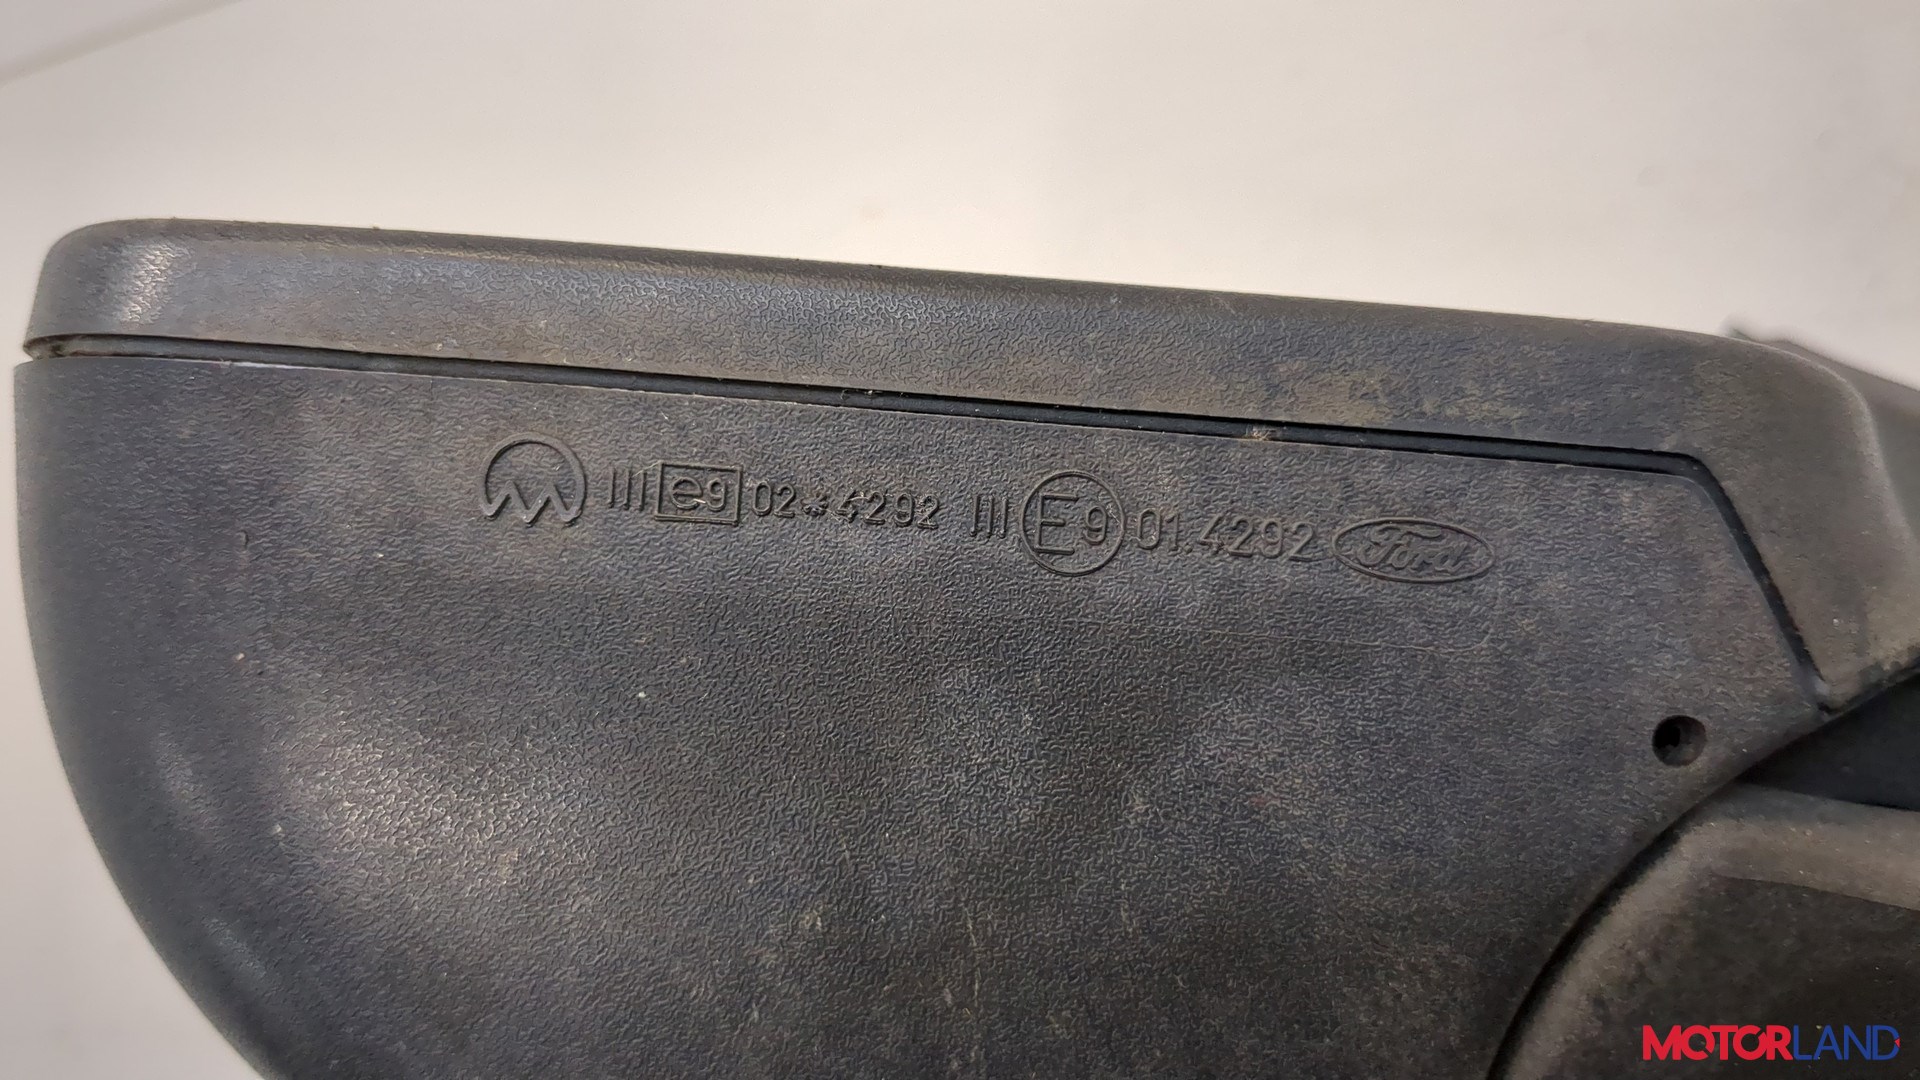 III e9 02*4292 III E9 01.4292 Ford
MOTORLAND